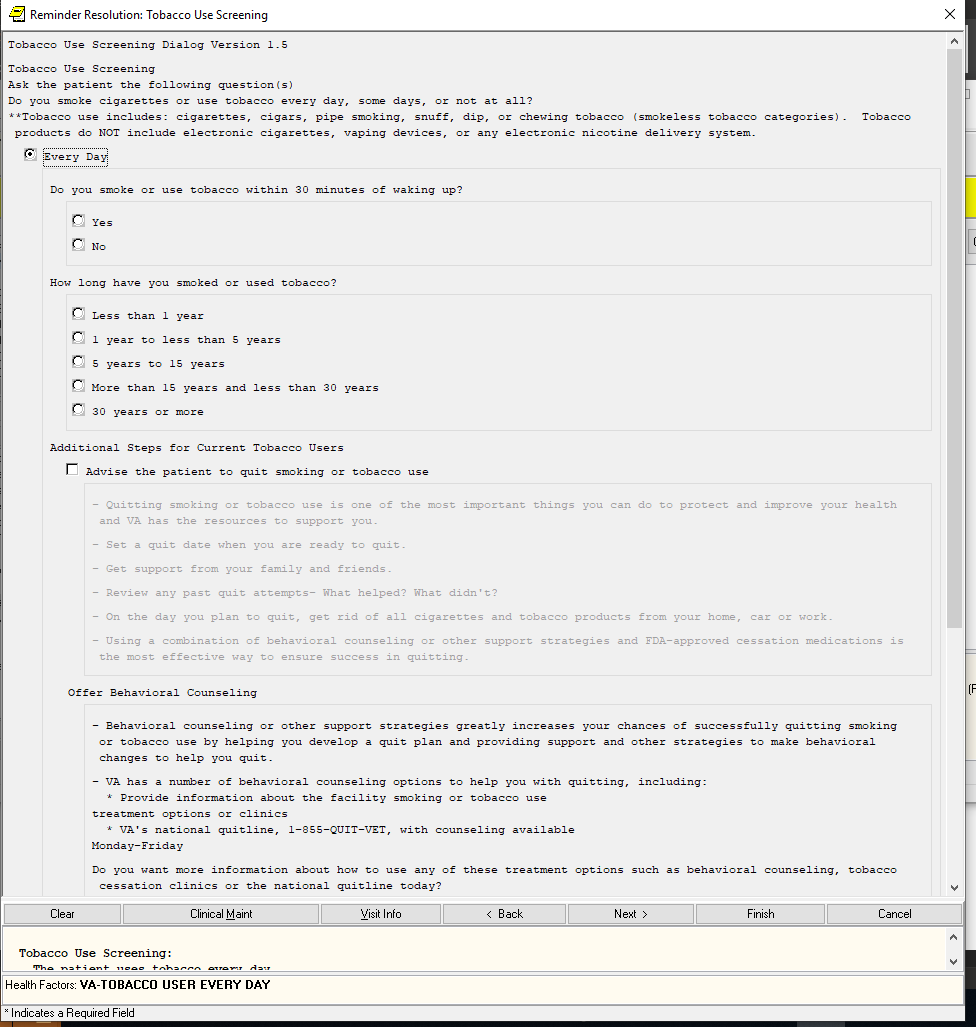 Reminder Resolution: Tobacco Use Screening
Tobacco Use Screening Dialog Version 1.5
Tobacco Use Screening
Ask the patient the following question(s)
Do you smoke cigarettes or use tobacco every day, some days, or not at all?
**Tobacco use includes: cigarettes, cigars, pipe smoking, snuff, dip, or chewing tobacco (smokeless tobacco categories). Tobacco
products do NOT include electronic cigarettes, vaping devices, or any electronic nicotine delivery system.
Every Day
Do you smoke or use tobacco within 30 minutes of waking up?
Yes
No
How long have you smoked or used tobacco?
Less than 1 year
1 year to less than 5 years
5 years to 15 years
More than 15 years and less than 30 years
30 years or more
Additional Steps for Current Tobacco Users
Advise the patient to quit smoking or tobacco use
- Quitting smoking or tobacco use is one of the most important things you can do to protect and improve your health
and VA has the resources to support you.
- Set a quit date when you are ready to quit.
- Get support from your family and friends.
- Review any past quit attempts- What helped? What didn't?
- On the day you plan to quit, get rid of all cigarettes and tobacco products from your home, car or work.
- Using a combination of behavioral counseling or other support strategies and FDA-approved cessation medications is
the most effective way to ensure success in quitting.
Offer Behavioral Counseling
- Behavioral counseling or other support strategies greatly increases your chances of successfully quitting smoking
or tobacco use by helping you develop a quit plan and providing support and other strategies to make behavioral
changes to help you quit.
- VA has a number of behavioral counseling options to help you with quitting, including:
* Provide information about the facility smoking or tobacco use
treatment options or clinics
* VA's national quitline, 1-855-QUIT-VET, with counseling available
Monday-Friday
Do you want more information about how to use any of these treatment options such as behavioral counseling, tobacco
cessation clinics or the national quitline today?
Clear Clinical Maint Visit Info < Back Next > Finish Cancel
Tobacco Use Screening:
The patient uses tobacco every day
Health Factors: VA-TOBACCO USER EVERY DAY
* Indicates a Required Field